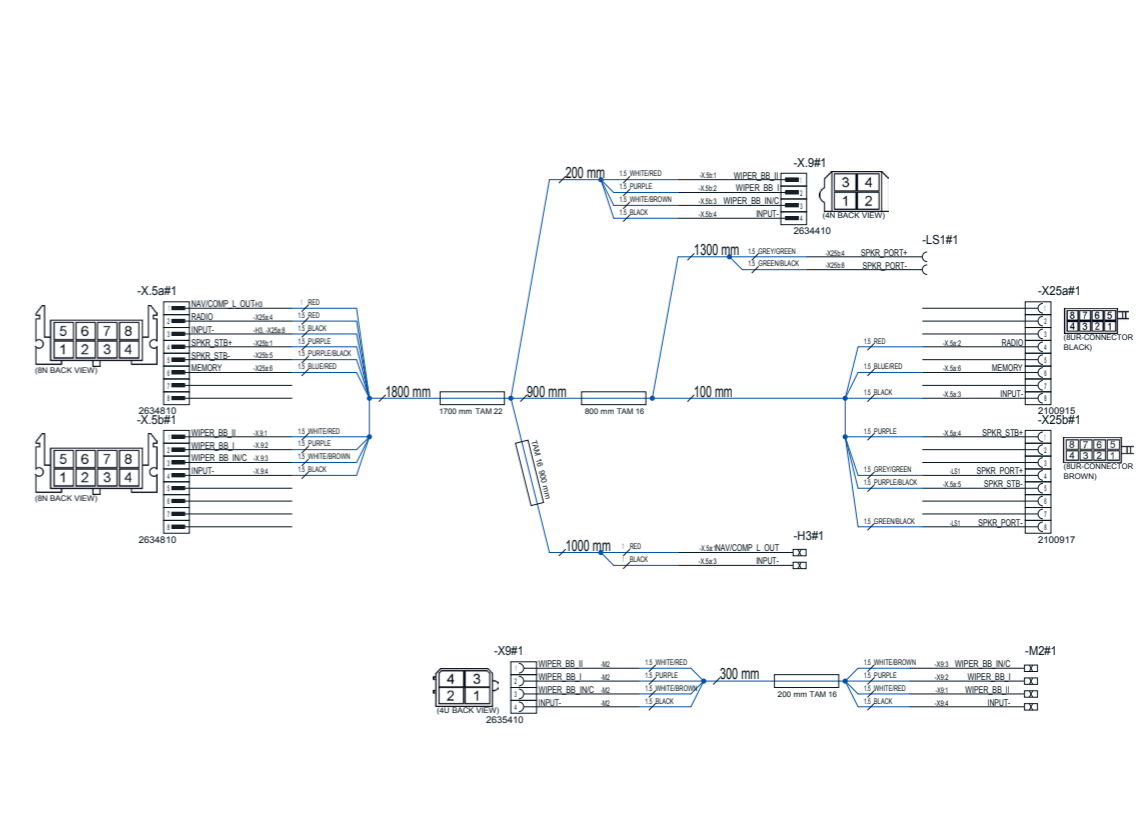 -X.9#1
200 mm
1.5 WHITE/RED -X.5b:1 WIPER_BB_II
1.5 PURPLE -X.5b:2 WIPER_BB_I
1.5 WHITE/BROWN -X.5b:3 WIPER_BB_IN/C
1.5 BLACK -X.5b:4 INPUT-
2634410
3 4
1 2
(4N BACK VIEW)
-LS1#1
1300 mm
1.5 GREY/GREEN -X25b:4 SPKR_PORT+
1.5 GREEN/BLACK -X25b:8 SPKR_PORT-
-X.5a#1
NAV/COMP_L_OUT -H3 1 RED
RADIO -X25a:4 1.5 RED
INPUT- -H3, -X25a:8 1.5 BLACK
SPKR_STB+ -X25b:1 1.5 PURPLE
SPKR_STB- -X25b:5 1.5 PURPLE/BLACK
MEMORY -X25a:6 1.5 BLUE/RED
2634810
5 6 7 8
1 2 3 4
(8N BACK VIEW)
-X.5b#1
WIPER_BB_II -X.9:1 1.5 WHITE/RED
WIPER_BB_I -X.9:2 1.5 PURPLE
WIPER_BB_IN/C -X.9:3 1.5 WHITE/BROWN
INPUT- -X.9:4 1.5 BLACK
2634810
5 6 7 8
1 2 3 4
(8N BACK VIEW)
1800 mm
1700 mm TAM 22
900 mm
800 mm TAM 16
100 mm
TAM 16 900 mm
-X25a#1
1.5 RED -X.5a:2 RADIO
1.5 BLUE/RED -X.5a:6 MEMORY
1.5 BLACK -X.5a:3 INPUT-
2100915
8 7 6 5
4 3 2 1
(8UR-CONNECTOR
BLACK)
-X25b#1
1.5 PURPLE -X.5a:4 SPKR_STB+
1.5 GREY/GREEN -LS1 SPKR_PORT+
1.5 PURPLE/BLACK -X.5a:5 SPKR_STB-
1.5 GREEN/BLACK -LS1 SPKR_PORT-
2100917
8 7 6 5
4 3 2 1
(8UR-CONNECTOR
BROWN)
-H3#1
1000 mm
1 RED -X.5a:1 NAV/COMP_L_OUT
1 BLACK -X.5a:3 INPUT-
-X9#1
WIPER_BB_II -M2 1.5 WHITE/RED
WIPER_BB_I -M2 1.5 PURPLE
WIPER_BB_IN/C -M2 1.5 WHITE/BROWN
INPUT- -M2 1.5 BLACK
2635410
4 3
2 1
(4U BACK VIEW)
300 mm
200 mm TAM 16
-M2#1
1.5 WHITE/BROWN -X9:3 WIPER_BB_IN/C
1.5 PURPLE -X9:2 WIPER_BB_I
1.5 WHITE/RED -X9:1 WIPER_BB_II
1.5 BLACK -X9:4 INPUT-